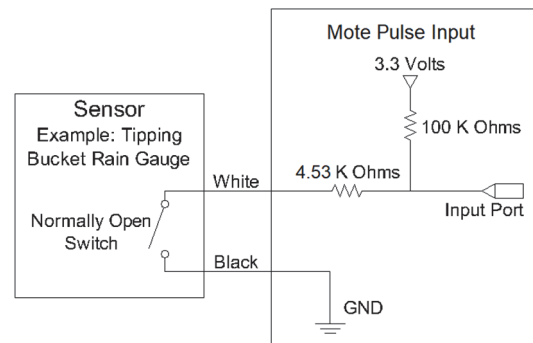 Mote Pulse Input
3.3 Volts
100 K Ohms
4.53 K Ohms
Input Port
GND
Sensor
Example: Tipping
Bucket Rain Gauge
Normally Open
Switch
White
Black